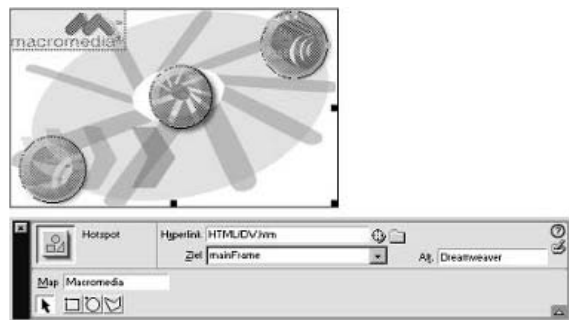 macromedia
Hotspot
Hyperlink HTML/DV.htm
Ziel mainFrame
Alt. Dreamweaver
Map Macromedia